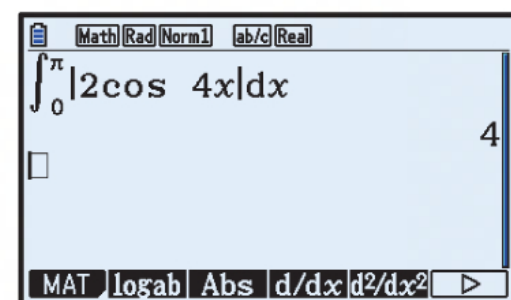 Math Rad Norm1 ab/c Real
∫₀^π |2cos 4x|dx
4
MAT logab Abs d/dx d²/dx² ▷